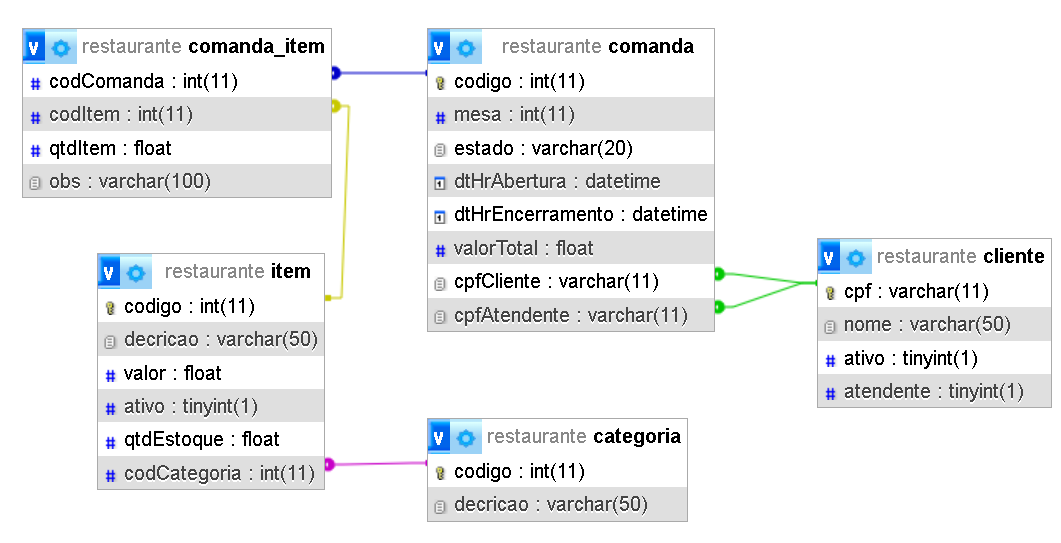 v restaurante comanda_item
# codComanda : int(11)
# codItem : int(11)
# qtdItem : float
obs : varchar(100)
v restaurante comanda
codigo : int(11)
# mesa : int(11)
estado : varchar(20)
dtHrAbertura : datetime
dtHrEncerramento : datetime
# valorTotal : float
cpfCliente : varchar(11)
cpfAtendente : varchar(11)
v restaurante item
codigo : int(11)
decricao : varchar(50)
# valor : float
# ativo : tinyint(1)
# qtdEstoque : float
# codCategoria : int(11)
v restaurante cliente
cpf : varchar(11)
nome : varchar(50)
# ativo : tinyint(1)
# atendente : tinyint(1)
v restaurante categoria
codigo : int(11)
decricao : varchar(50)